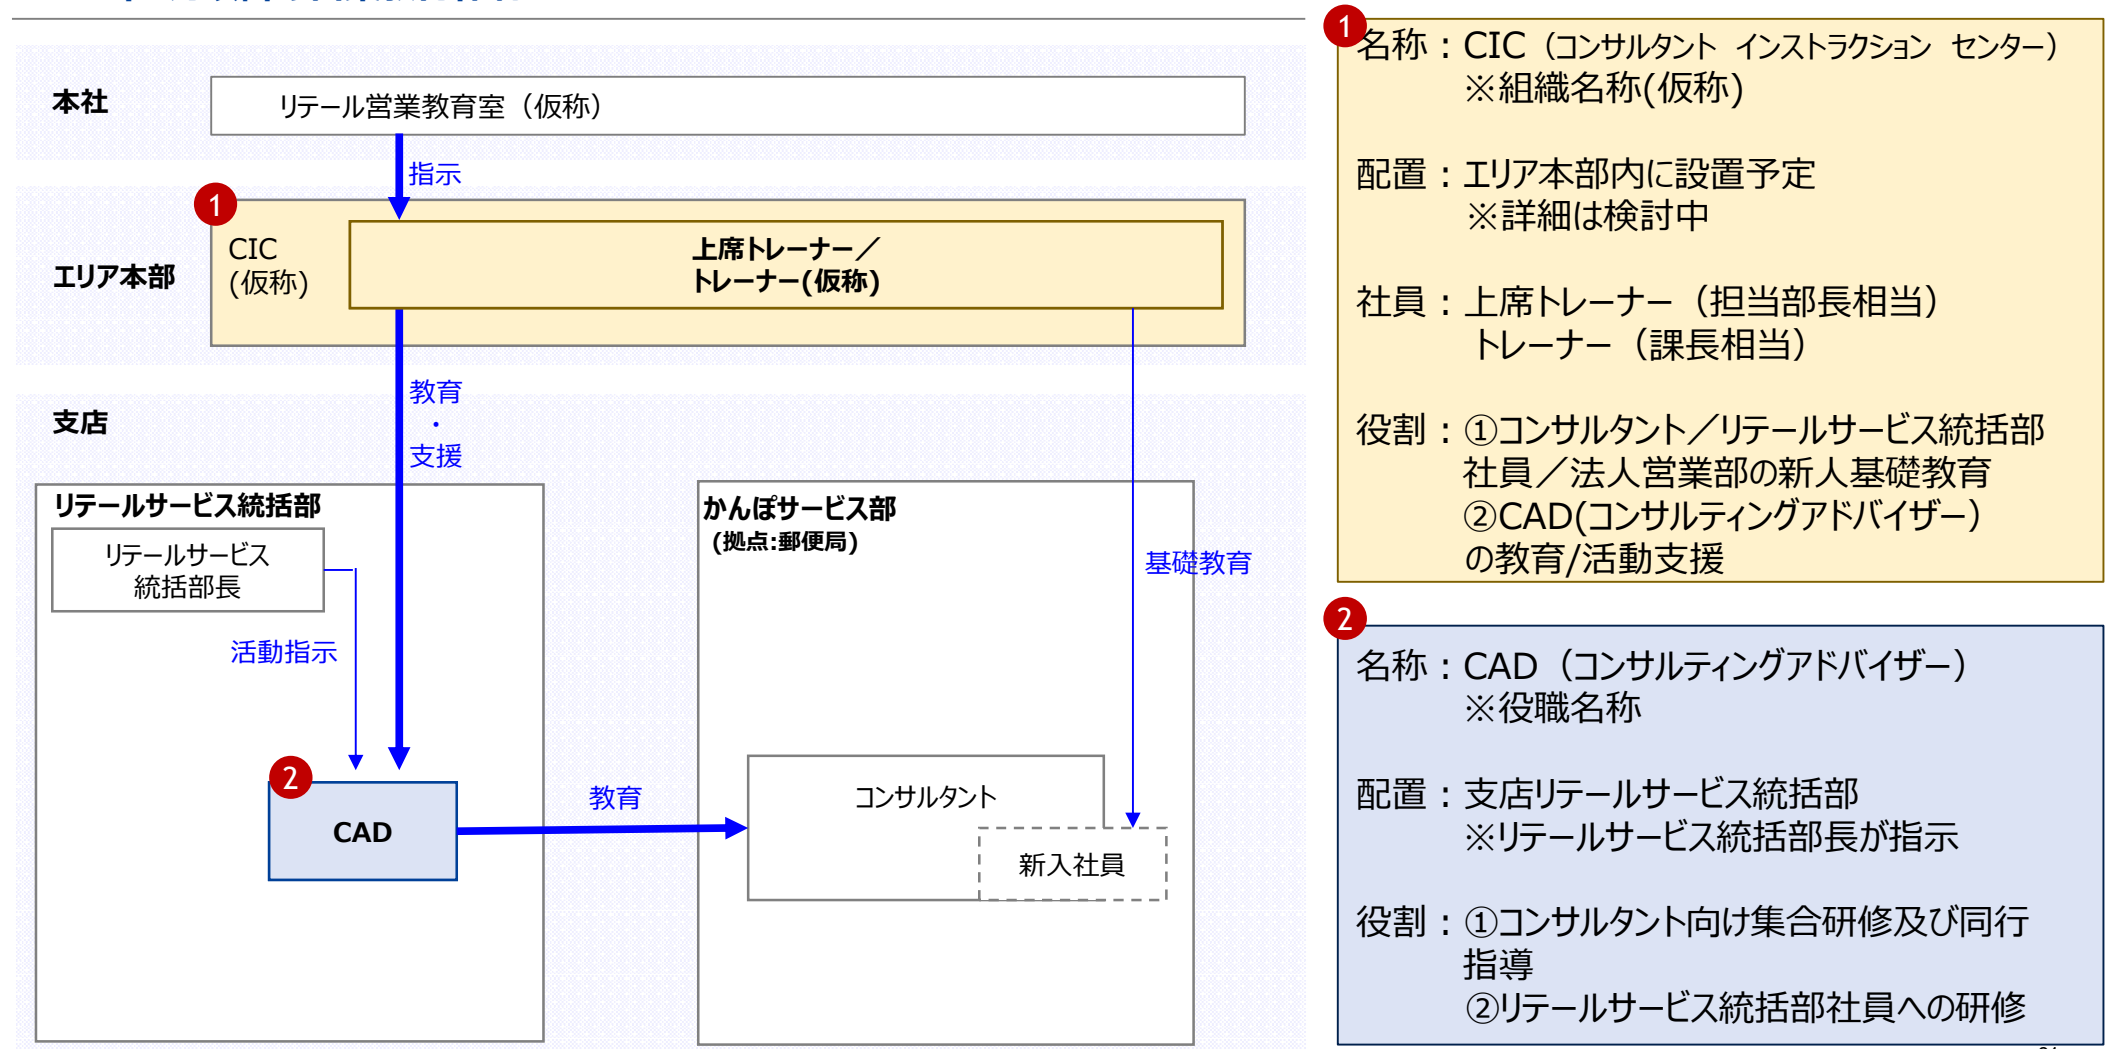 本社
リテール営業教育室（仮称）
指示
1
エリア本部
CIC
(仮称)
上席トレーナー／
トレーナー(仮称)
教育
・
支援
支店
リテールサービス統括部
リテールサービス
統括部長
活動指示
2
CAD
教育
かんぽサービス部
(拠点:郵便局)
基礎教育
コンサルタント
新入社員
1
名称：CIC（コンサルタント　インストラクション　センター）
※組織名称(仮称)
配置：エリア本部内に設置予定
※詳細は検討中
社員：上席トレーナー（担当部長相当）
トレーナー（課長相当）
役割：①コンサルタント／リテールサービス統括部
社員／法人営業部の新人基礎教育
②CAD(コンサルティングアドバイザー）
の教育/活動支援
2
名称：CAD（コンサルティングアドバイザー）
※役職名称
配置：支店リテールサービス統括部
※リテールサービス統括部長が指示
役割：①コンサルタント向け集合研修及び同行
指導
②リテールサービス統括部社員への研修